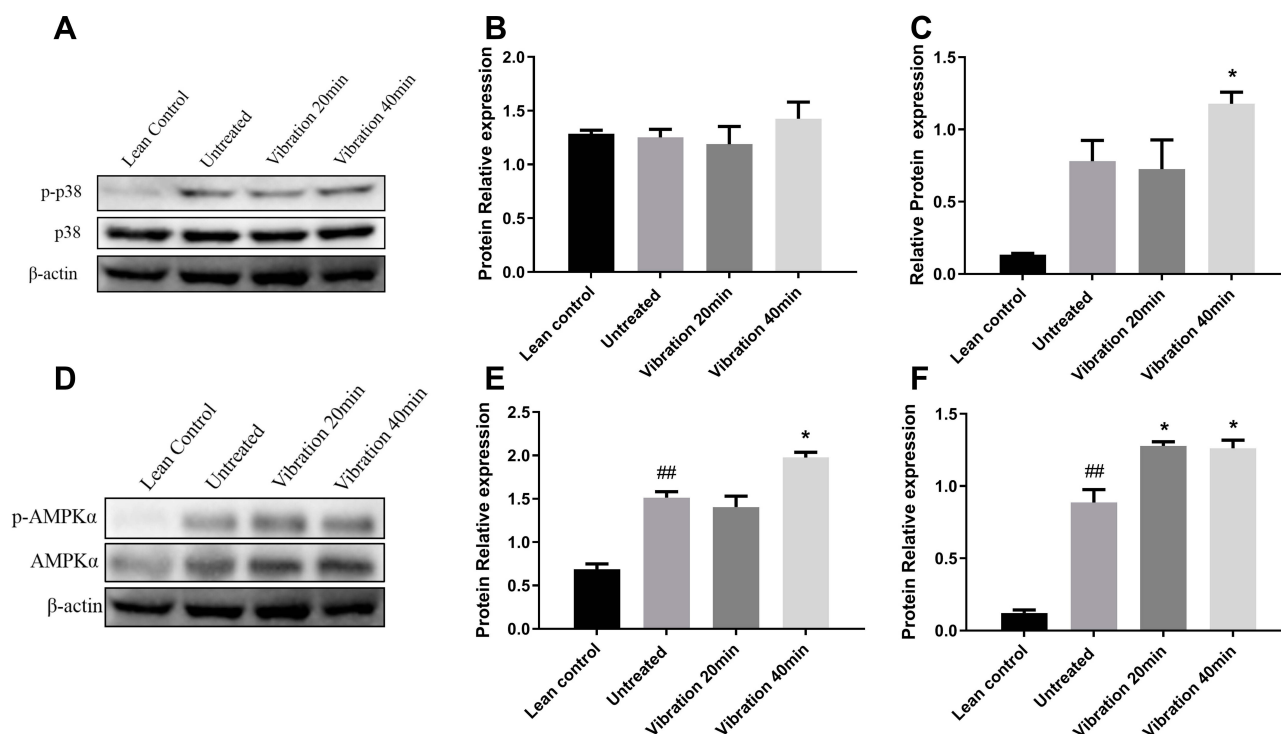 A
Lean Control
Untreated
Vibration 20min
Vibration 40min
p-p38
p38
β-actin
B
Protein Relative expression
2.0
1.5
1.0
0.5
0.0
Lean control
Untreated
Vibration 20min
Vibration 40min
C
Relative Protein expression
1.5
1.0
0.5
0.0
*
Lean control
Untreated
Vibration 20min
Vibration 40min
D
Lean Control
Untreated
Vibration 20min
Vibration 40min
p-AMPKα
AMPKα
β-actin
E
Protein Relative expression
2.5
2.0
1.5
1.0
0.5
0.0
##
*
Lean control
Untreated
Vibration 20min
Vibration 40min
F
Protein Relative expression
1.5
1.0
0.5
0.0
##
*
*
Lean control
Untreated
Vibration 20min
Vibration 40min